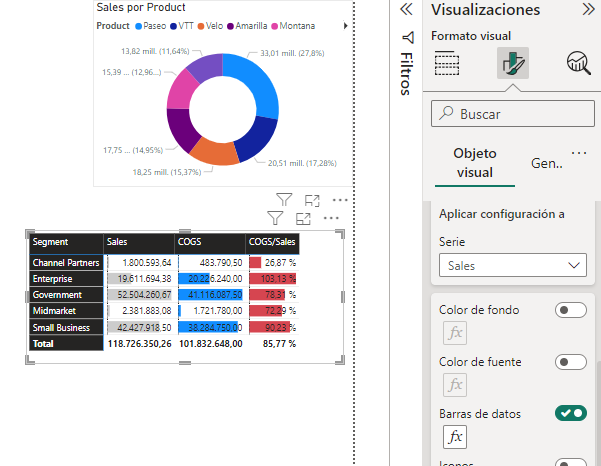 Sales por Product
Product Paseo VTT Velo Amarilla Montana
13,82 mill. (11,64%)
33,01 mill. (27,8%)
15,39 ... (12,96...)
17,75 ... (14,95%)
20,51 mill. (17,28%)
18,25 mill. (15,37%)
Segment Sales COGS COGS/Sales
Channel Partners 1.800.593,64 483.790,50 26,87 %
Enterprise 19.611.694,38 20.226.240,00 103,13 %
Government 52.504.260,67 41.116.087,50 78,31 %
Midmarket 2.381.883,08 1.721.780,00 72,29 %
Small Business 42.427.918,50 38.284.750,00 90,23 %
Total 118.726.350,26 101.832.648,00 85,77 %
Filtros
Visualizaciones
Formato visual
Buscar
Objeto
visual
Gen..
Aplicar configuración a
Serie
Sales
Color de fondo
fx
Color de fuente
fx
Barras de datos
fx
Iconos